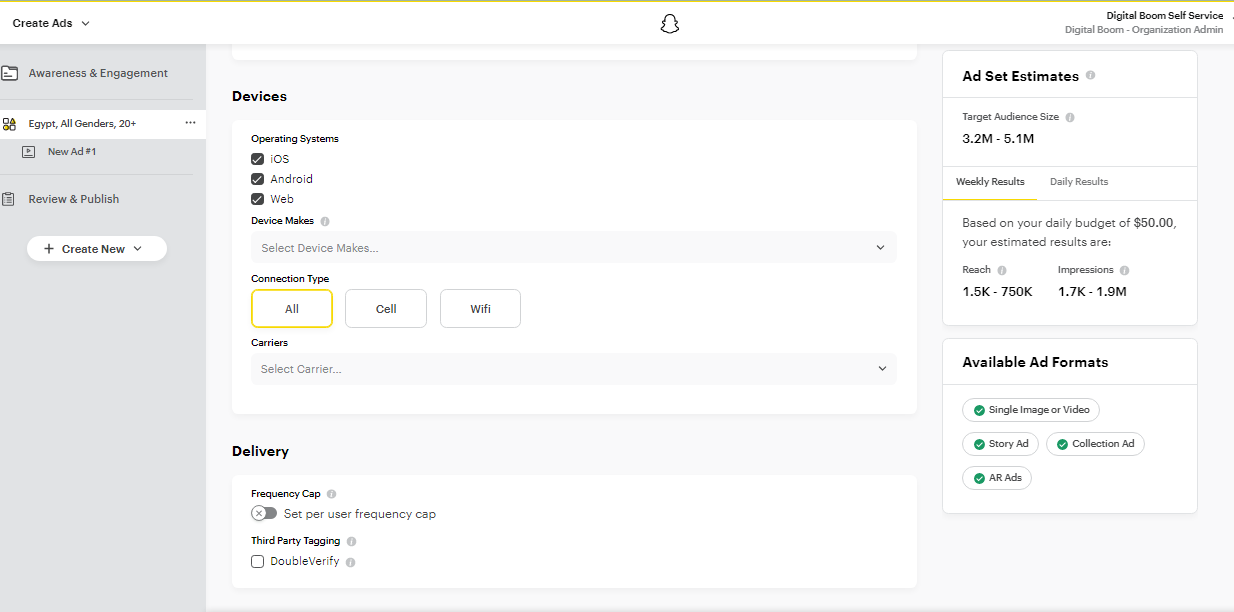 Create Ads
Digital Boom Self Service
Digital Boom - Organization Admin
Awareness & Engagement
Egypt, All Genders, 20+
New Ad #1
Review & Publish
+ Create New
Devices
Operating Systems
iOS
Android
Web
Device Makes
Select Device Makes...
Connection Type
All Cell Wifi
Carriers
Select Carrier...
Delivery
Frequency Cap
Set per user frequency cap
Third Party Tagging
DoubleVerify
Ad Set Estimates
Target Audience Size
3.2M - 5.1M
Weekly Results Daily Results
Based on your daily budget of $50.00,
your estimated results are:
Reach Impressions
1.5K - 750K 1.7K - 1.9M
Available Ad Formats
Single Image or Video
Story Ad Collection Ad
AR Ads